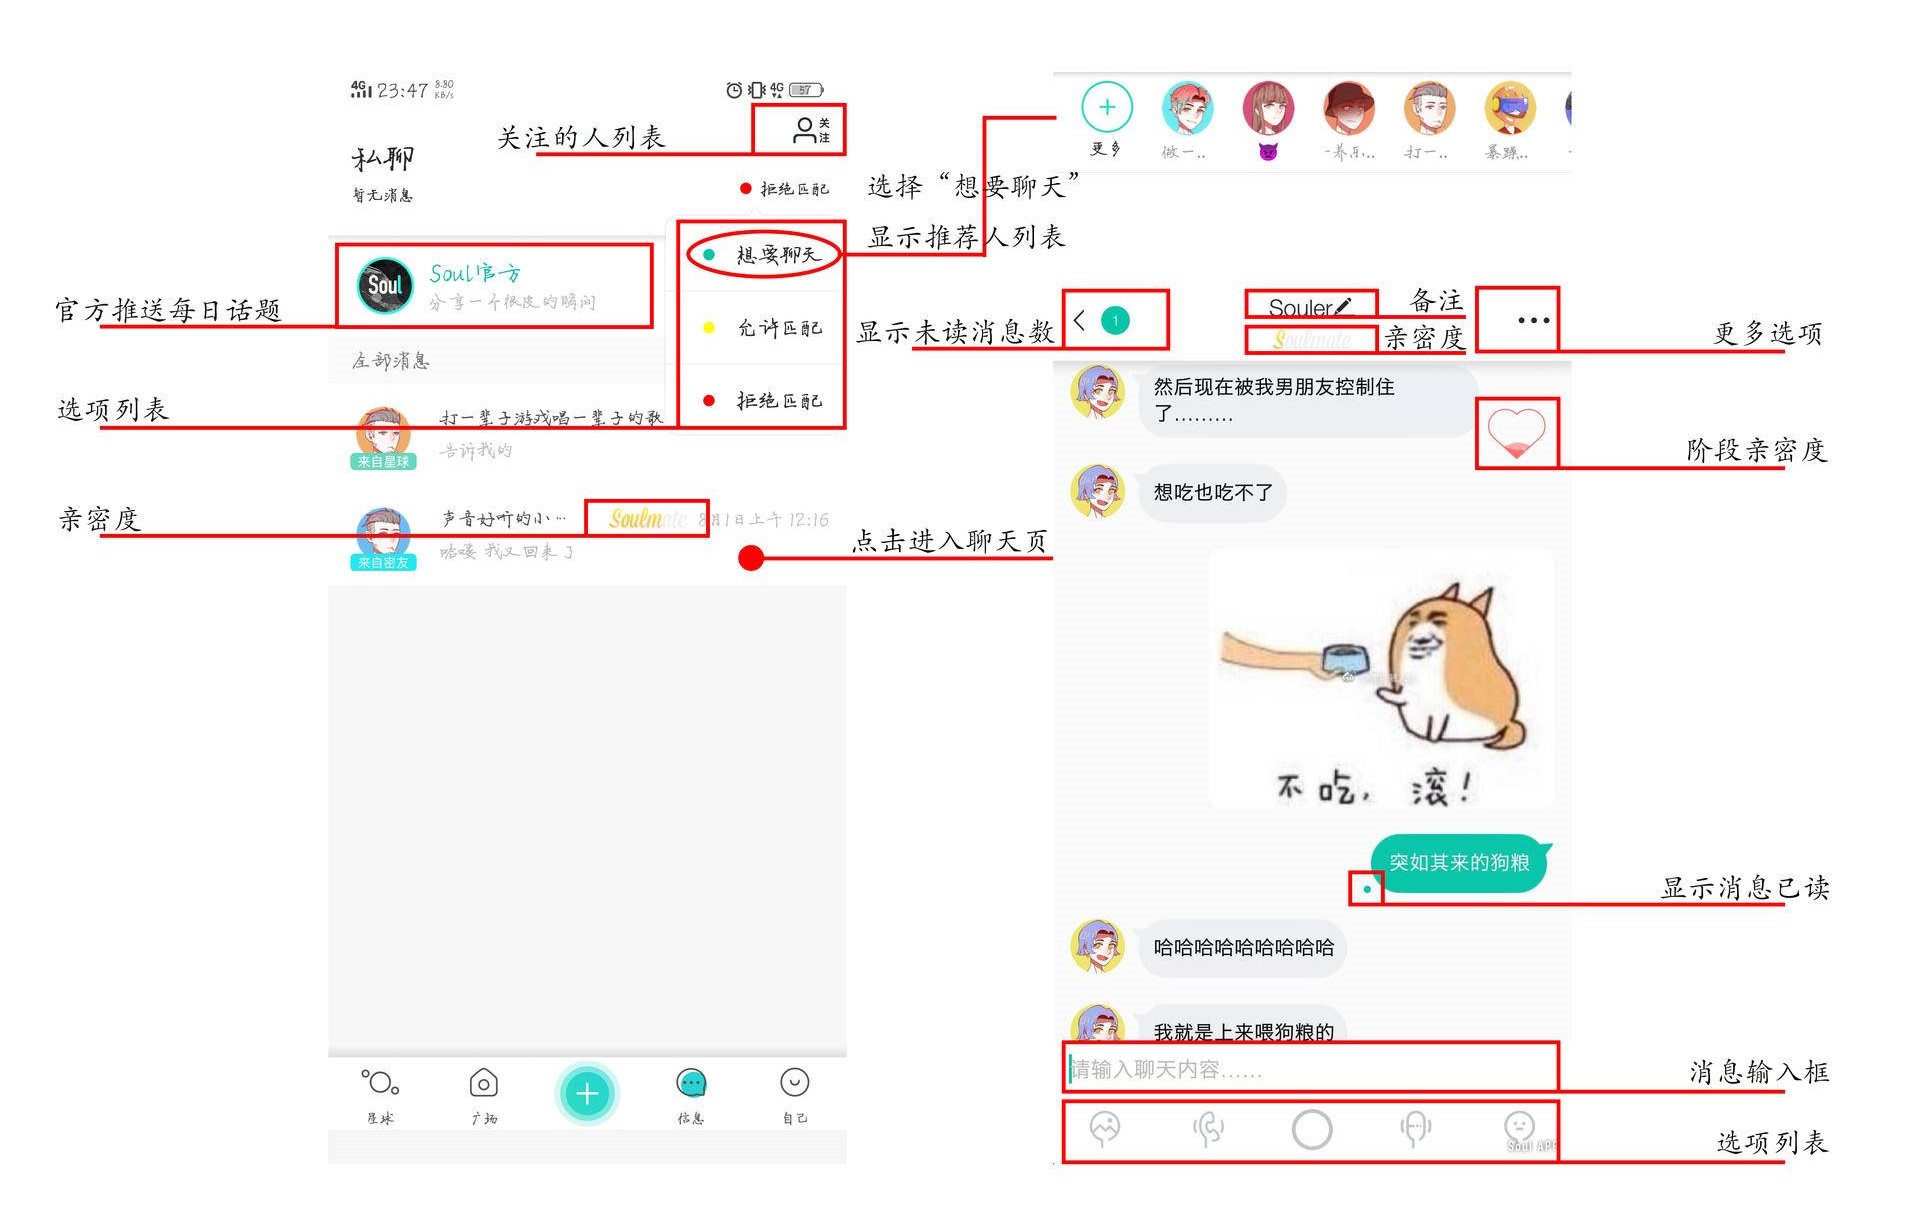 4G 23:47 8.80 KB/s
4G 57
关注的人列表
关注
私聊
暂无消息
拒绝匹配
选择“想要聊天”
显示推荐人列表
想要聊天
允许匹配
拒绝匹配
Soul
Soul官方
分享一个很皮的瞬间
官方推送每日话题
全部消息
选项列表
打一辈子游戏唱一辈子的歌
告诉我的
来自星球
亲密度
声音好听的小…
Soulmate
8月1日上午 12:16
哈喽 我又回来了
来自密友
点击进入聊天页
星球
广场
信息
自己
更多
做一..
打一..
显示未读消息数
1
Souler
备注
Soulmate
亲密度
更多选项
然后现在被我男朋友控制住
了………
阶段亲密度
想吃也吃不了
不吃，滚！
突如其来的狗粮
显示消息已读
哈哈哈哈哈哈哈哈哈
我就是上来喂狗粮的
请输入聊天内容……
消息输入框
Soul APP
选项列表